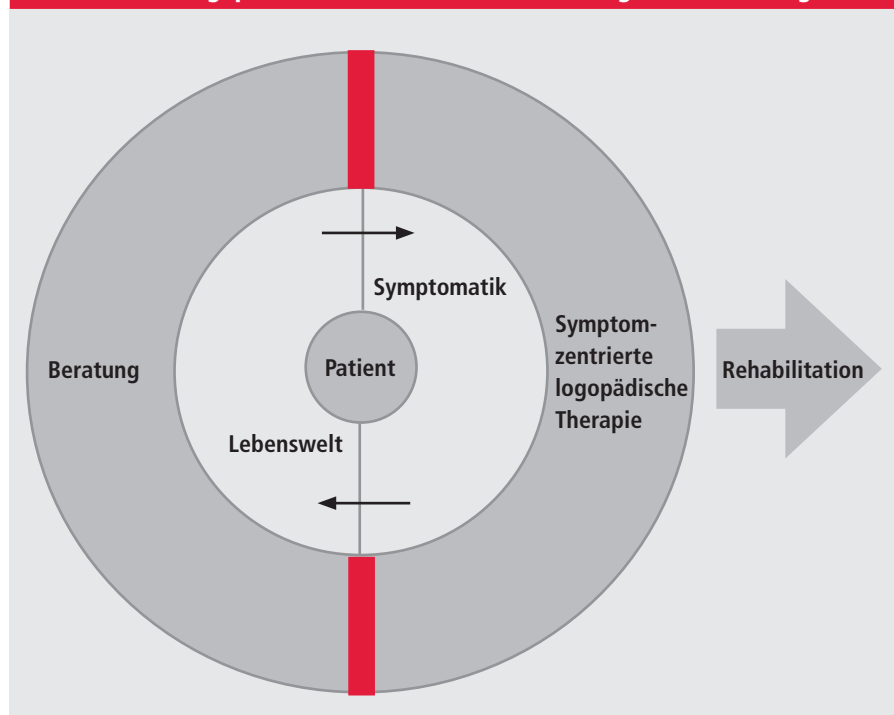 Symptomatik
Beratung
Patient
Symptom-
zentrierte
logopädische
Therapie
Rehabilitation
Lebenswelt